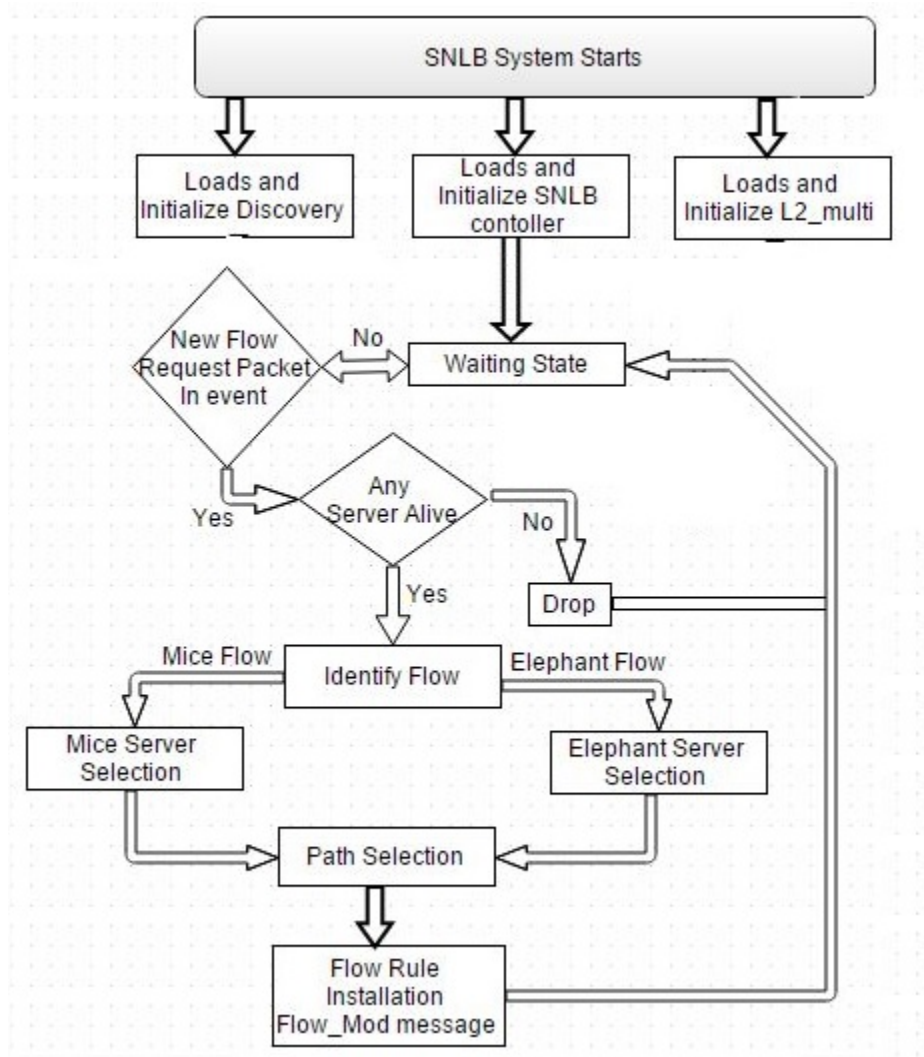 SNLB System Starts
Loads and
Initialize Discovery
Loads and
Initialize SNLB
contoller
Loads and
Initialize L2_multi
New Flow
Request Packet
In event
No
Waiting State
Yes
Any
Server Alive
No
Yes
Drop
Mice Flow
Identify Flow
Elephant Flow
Mice Server
Selection
Elephant Server
Selection
Path Selection
Flow Rule
Installation
Flow_Mod message